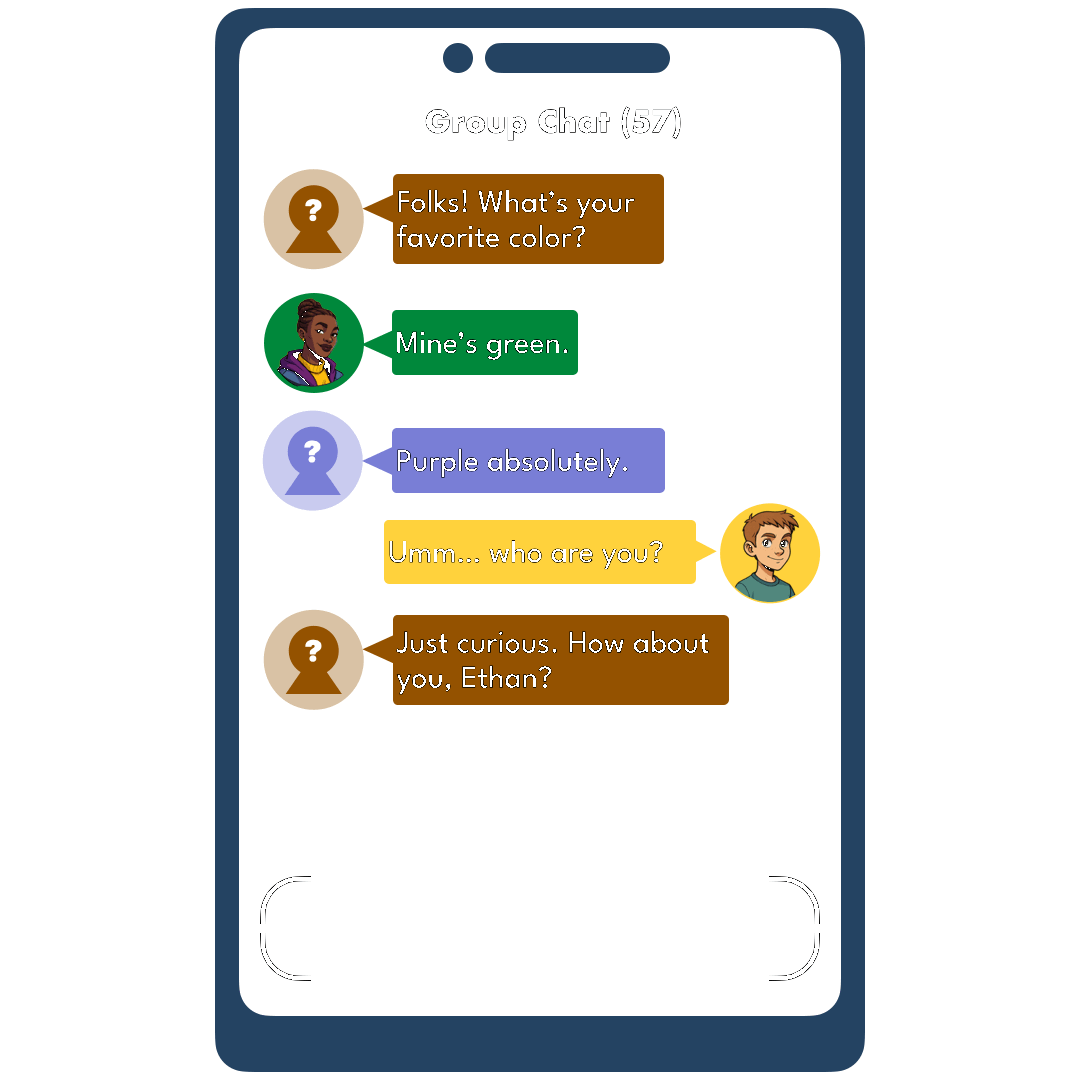 Group Chat (57)
?
Folks! What’s your
favorite color?
Mine’s green.
?
Purple absolutely.
Umm... who are you?
?
Just curious. How about
you, Ethan?